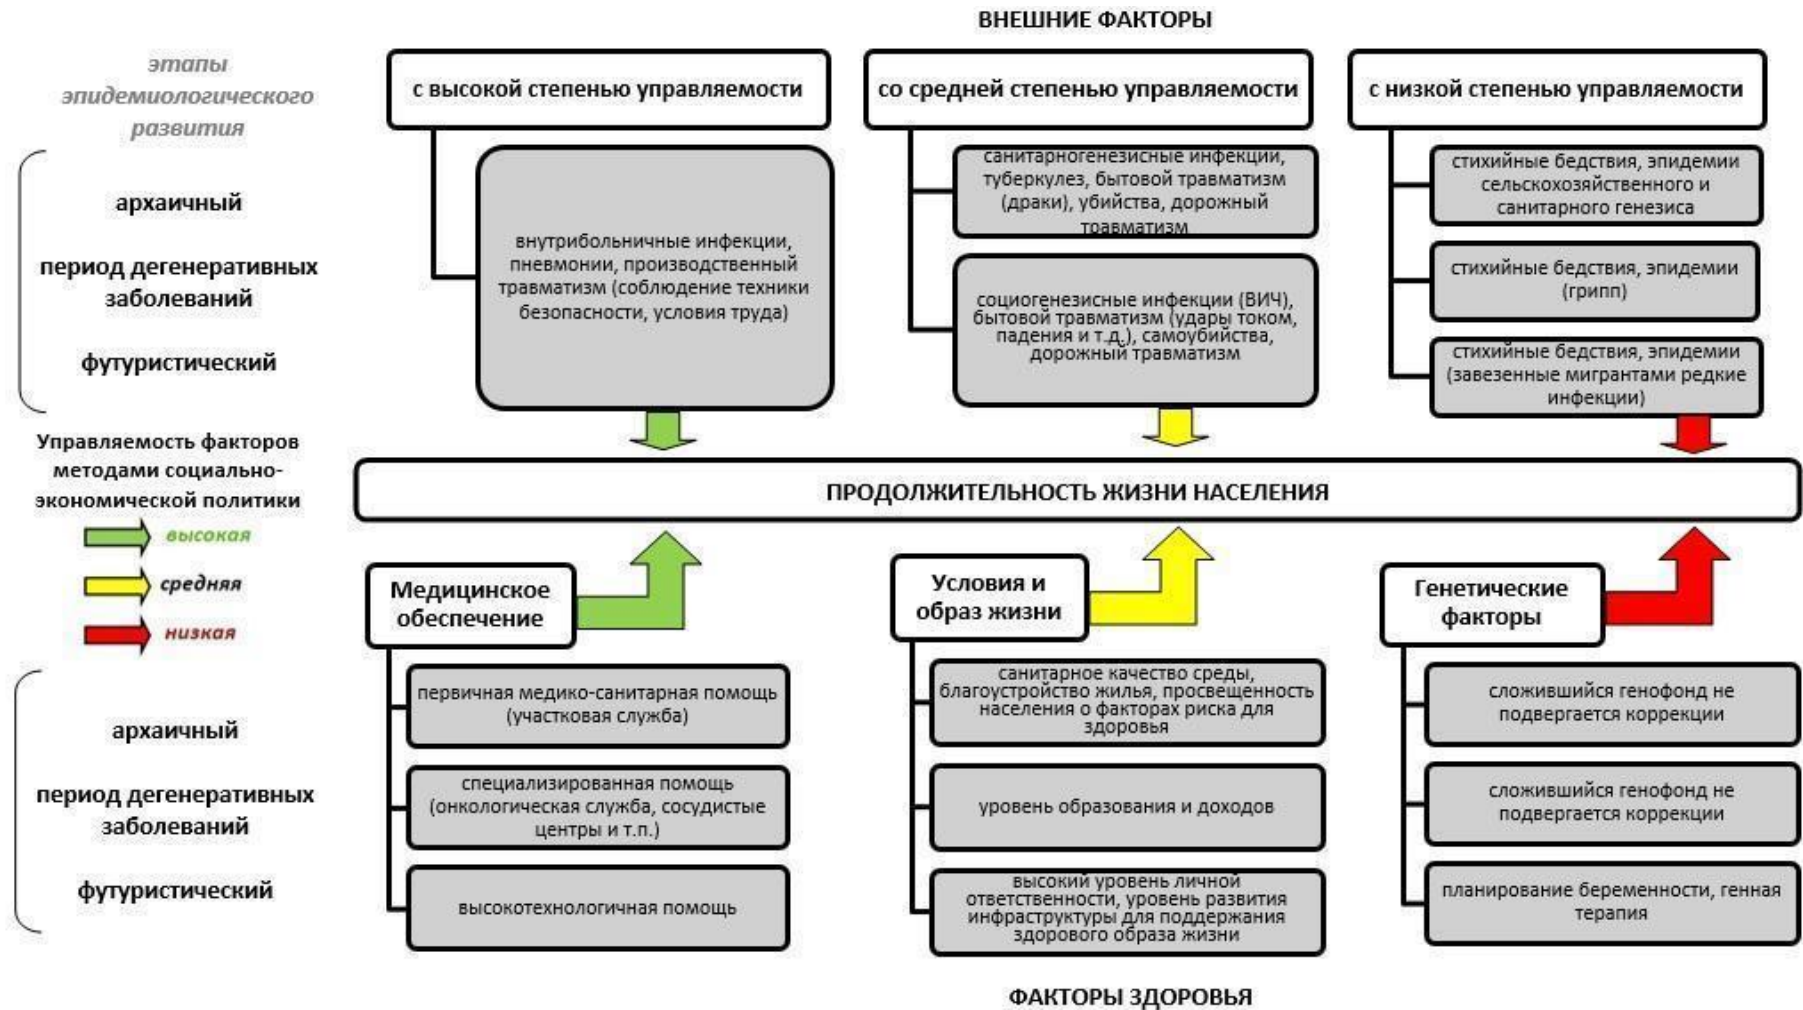 ВНЕШНИЕ ФАКТОРЫ
этапы
эпидемиологического
развития
с высокой степенью управляемости
со средней степенью управляемости
с низкой степенью управляемости
архаичный
период дегенеративных
заболеваний
футуристический
внутрибольничные инфекции,
пневмонии, производственный
травматизм (соблюдение техники
безопасности, условия труда)
санитарногенезисные инфекции,
туберкулез, бытовой травматизм
(драки), убийства, дорожный
травматизм
социогенезисные инфекции (ВИЧ),
бытовой травматизм (удары током,
падения и т.д.), самоубийства,
дорожный травматизм
стихийные бедствия, эпидемии
сельскохозяйственного и
санитарного генезиса
стихийные бедствия, эпидемии
(грипп)
стихийные бедствия, эпидемии
(завезенные мигрантами редкие
инфекции)
Управляемость факторов
методами социально-
экономической политики
высокая
средняя
низкая
ПРОДОЛЖИТЕЛЬНОСТЬ ЖИЗНИ НАСЕЛЕНИЯ
Медицинское
обеспечение
Условия и
образ жизни
Генетические
факторы
архаичный
период дегенеративных
заболеваний
футуристический
первичная медико-санитарная помощь
(участковая служба)
специализированная помощь
(онкологическая служба, сосудистые
центры и т.п.)
высокотехнологичная помощь
санитарное качество среды,
благоустройство жилья, просвещенность
населения о факторах риска для
здоровья
уровень образования и доходов
высокий уровень личной
ответственности, уровень развития
инфраструктуры для поддержания
здорового образа жизни
сложившийся генофонд не
подвергается коррекции
сложившийся генофонд не
подвергается коррекции
планирование беременности, генная
терапия
ФАКТОРЫ ЗДОРОВЬЯ